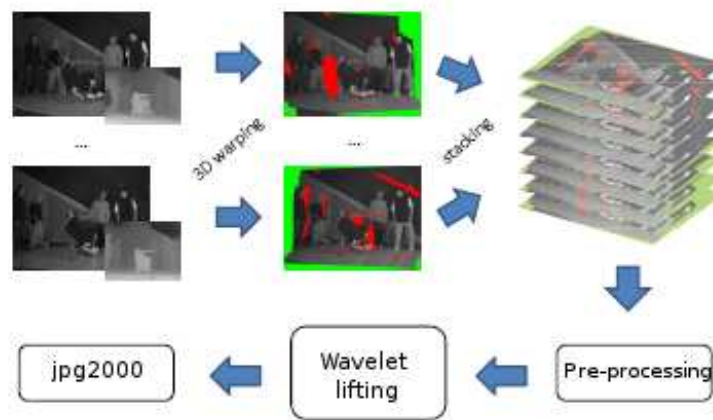 ...
3D warping
...
stacking
jpg2000
Wavelet
lifting
Pre-processing